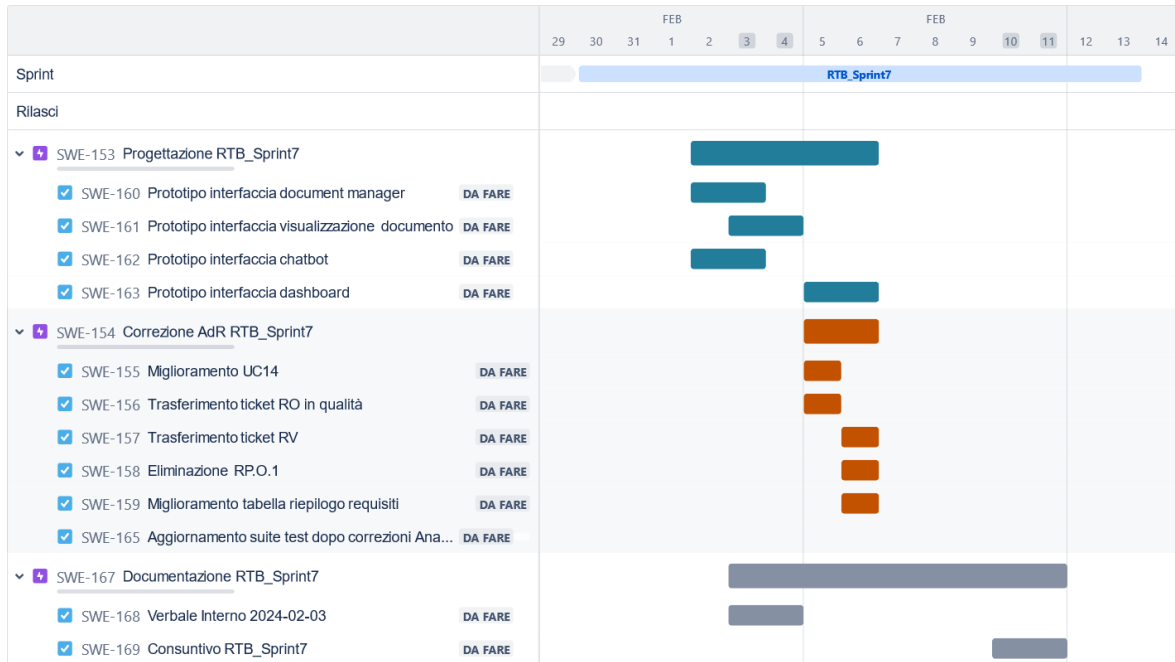 FEB FEB
29 30 31 1 2 3 4 5 6 7 8 9 10 11 12 13 14
Sprint RTB_Sprint7
Rilasci
SWE-153 Progettazione RTB_Sprint7
SWE-160 Prototipo interfaccia document manager DA FARE
SWE-161 Prototipo interfaccia visualizzazione documento DA FARE
SWE-162 Prototipo interfaccia chatbot DA FARE
SWE-163 Prototipo interfaccia dashboard DA FARE
SWE-154 Correzione AdR RTB_Sprint7
SWE-155 Miglioramento UC14 DA FARE
SWE-156 Trasferimento ticket RO in qualità DA FARE
SWE-157 Trasferimento ticket RV DA FARE
SWE-158 Eliminazione RP.O.1 DA FARE
SWE-159 Miglioramento tabella riepilogo requisiti DA FARE
SWE-165 Aggiornamento suite test dopo correzioni Ana... DA FARE
SWE-167 Documentazione RTB_Sprint7
SWE-168 Verbale Interno 2024-02-03 DA FARE
SWE-169 Consuntivo RTB_Sprint7 DA FARE